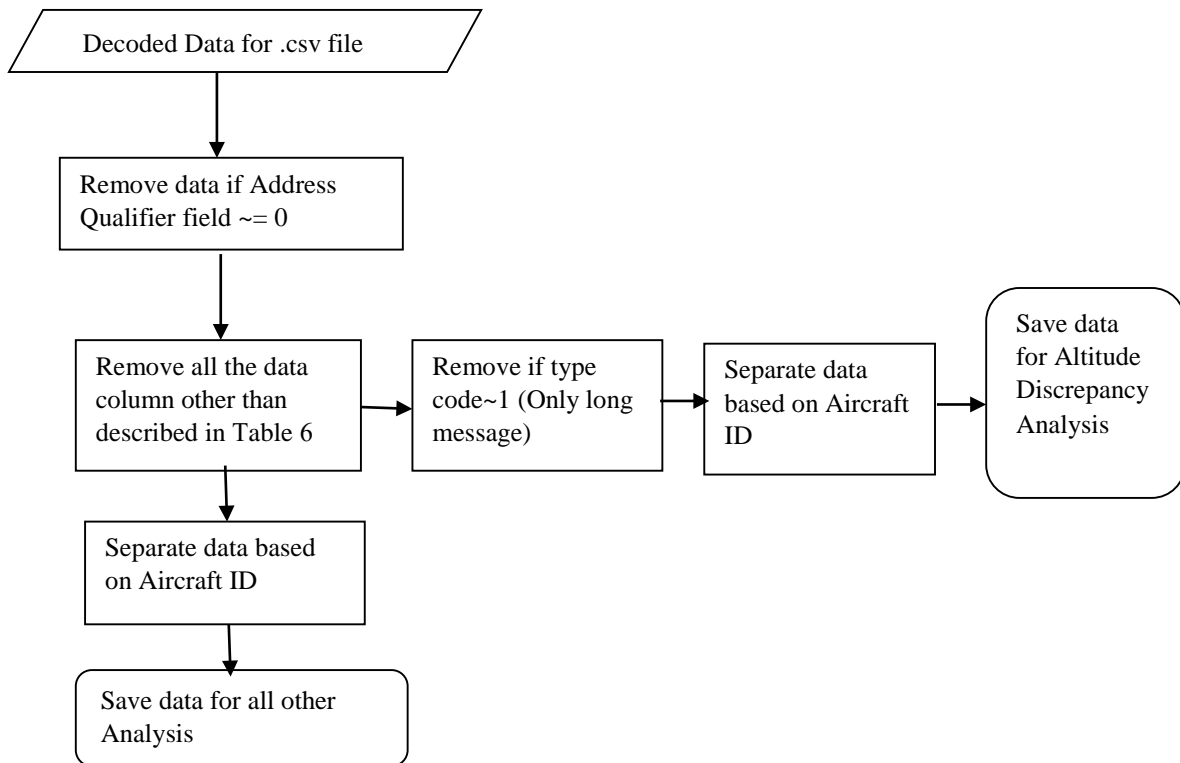 Decoded Data for .csv file
Remove data if Address
Qualifier field ~= 0
Remove all the data
column other than
described in Table 6
Remove if type
code~1 (Only long
message)
Separate data
based on Aircraft
ID
Save data
for Altitude
Discrepancy
Analysis
Separate data based
on Aircraft ID
Save data for all other
Analysis